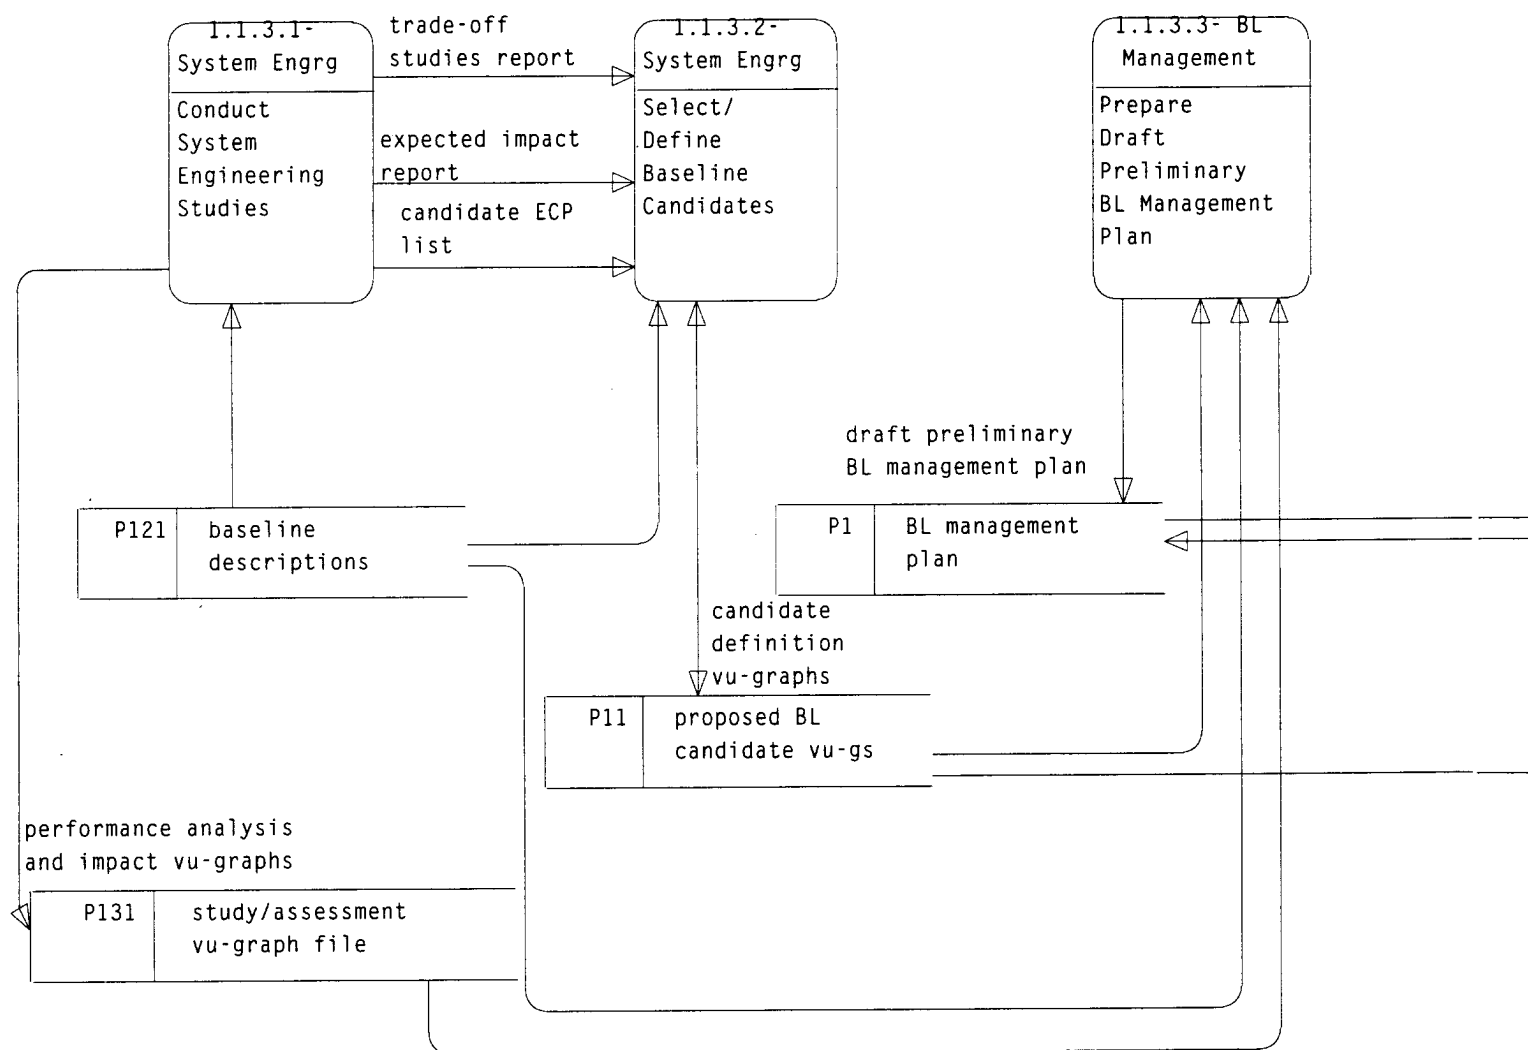 1.1.3.1-
System Engrg
Conduct
System
Engineering
Studies
trade-off
studies report
expected impact
report
candidate ECP
list
1.1.3.2-
System Engrg
Select/
Define
Baseline
Candidates
1.1.3.3- BL
Management
Prepare
Draft
Preliminary
BL Management
Plan
draft preliminary
BL management plan
P121
baseline
descriptions
P1
BL management
plan
candidate
definition
vu-graphs
P11
proposed BL
candidate vu-gs
performance analysis
and impact vu-graphs
P131
study/assessment
vu-graph file